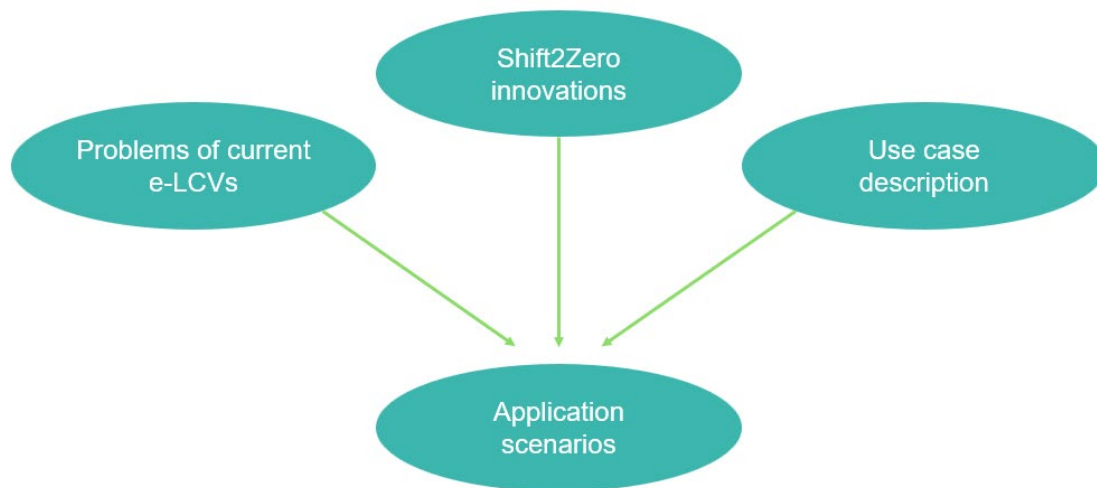 Shift2Zero
innovations
Problems of current
e-LCVs
Use case
description
Application
scenarios